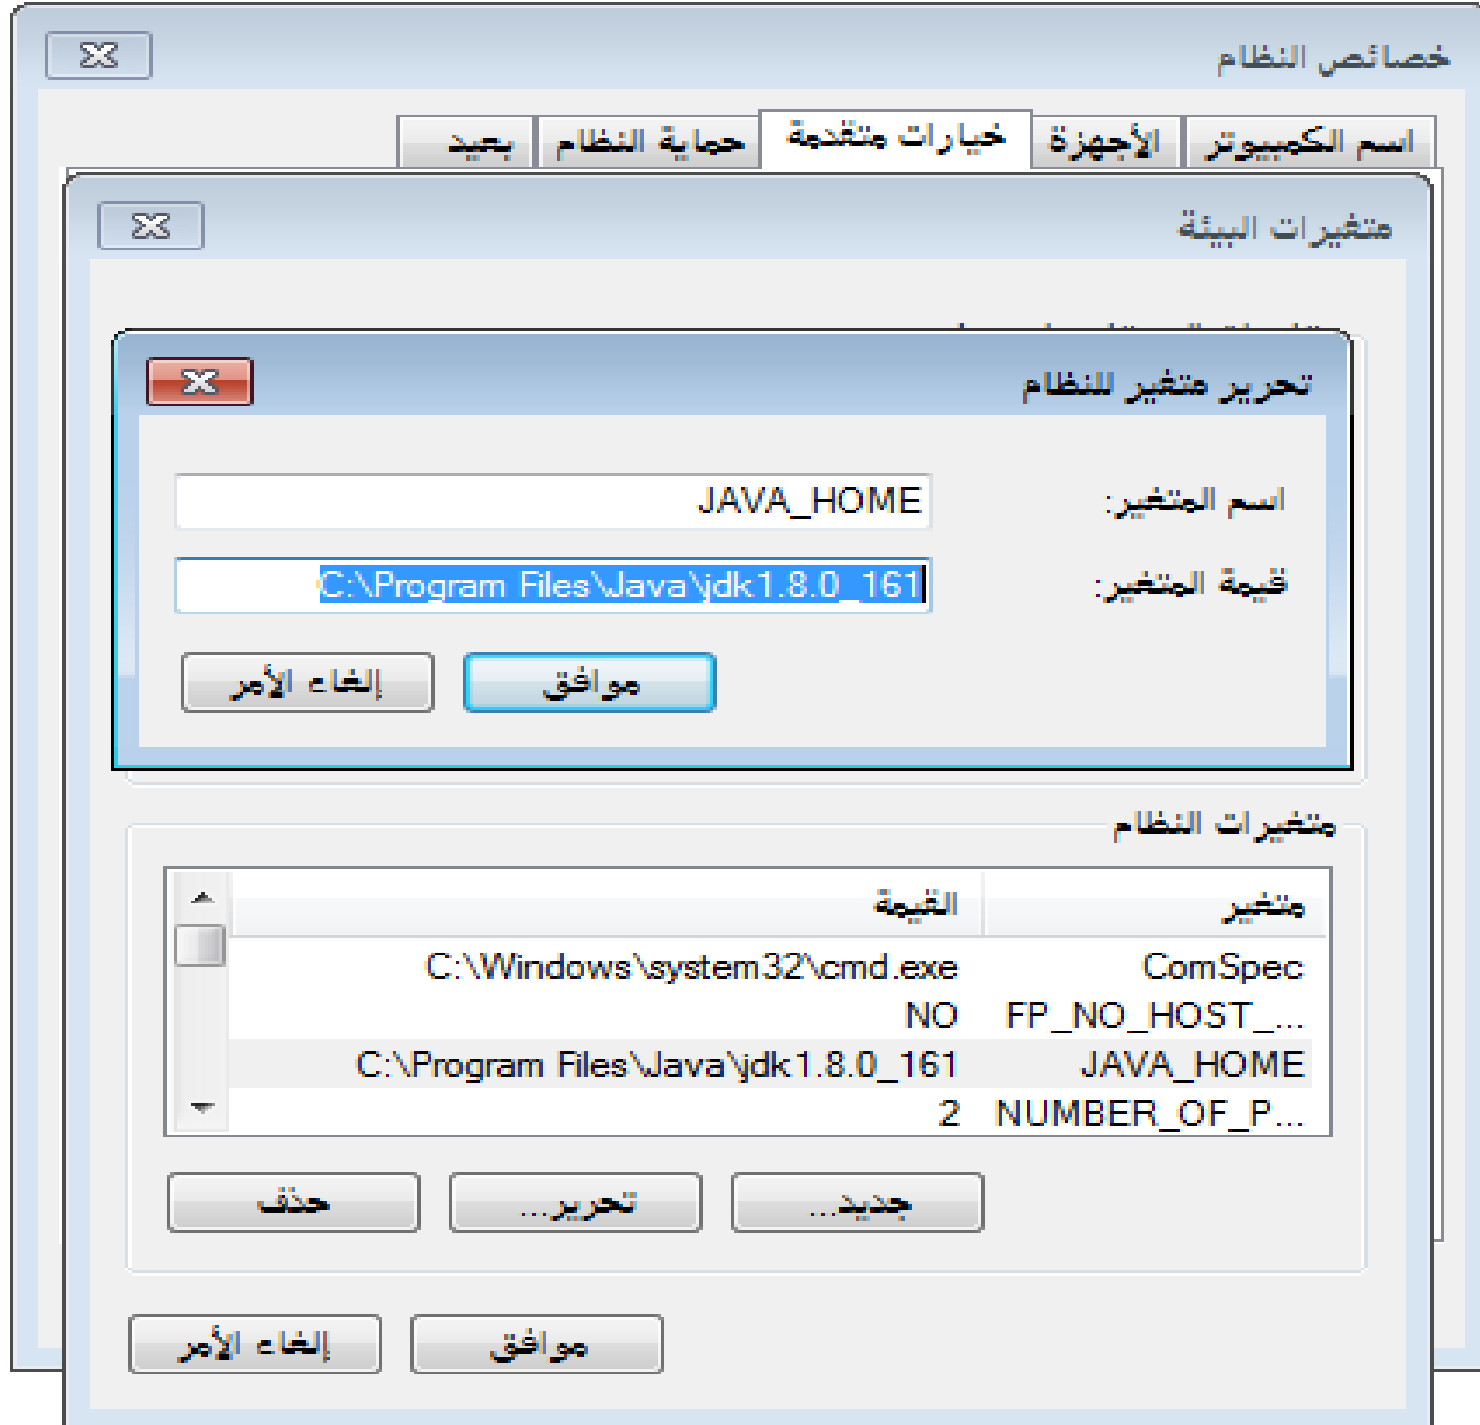 خصائص النظام
اسم الكمبيوتر الأجهزة خيارات متقدمة حماية النظام بعيد
متغيرات البيئة
تحرير متغير للنظام
اسم المتغير: JAVA_HOME
قيمة المتغير: C:\Program Files\Java\jdk1.8.0_161
موافق إلغاء الأمر
متغيرات النظام
متغير القيمة
ComSpec C:\Windows\system32\cmd.exe
FP_NO_HOST_... NO
JAVA_HOME C:\Program Files\Java\jdk1.8.0_161
NUMBER_OF_P... 2
جديد... تحرير... حذف
موافق إلغاء الأمر